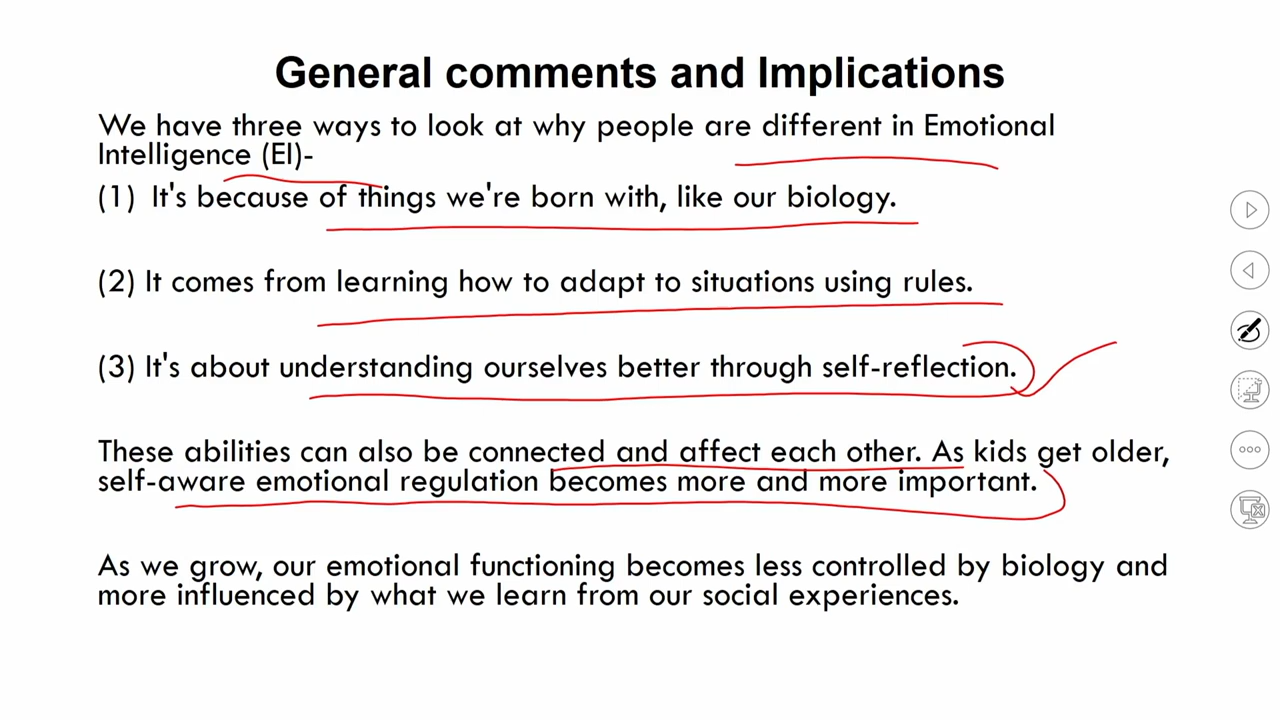 General comments and Implications
We have three ways to look at why people are different in Emotional
Intelligence (EI)-
(1) It's because of things we're born with, like our biology.
(2) It comes from learning how to adapt to situations using rules.
(3) It's about understanding ourselves better through self-reflection.
These abilities can also be connected and affect each other. As kids get older,
self-aware emotional regulation becomes more and more important.
As we grow, our emotional functioning becomes less controlled by biology and
more influenced by what we learn from our social experiences.